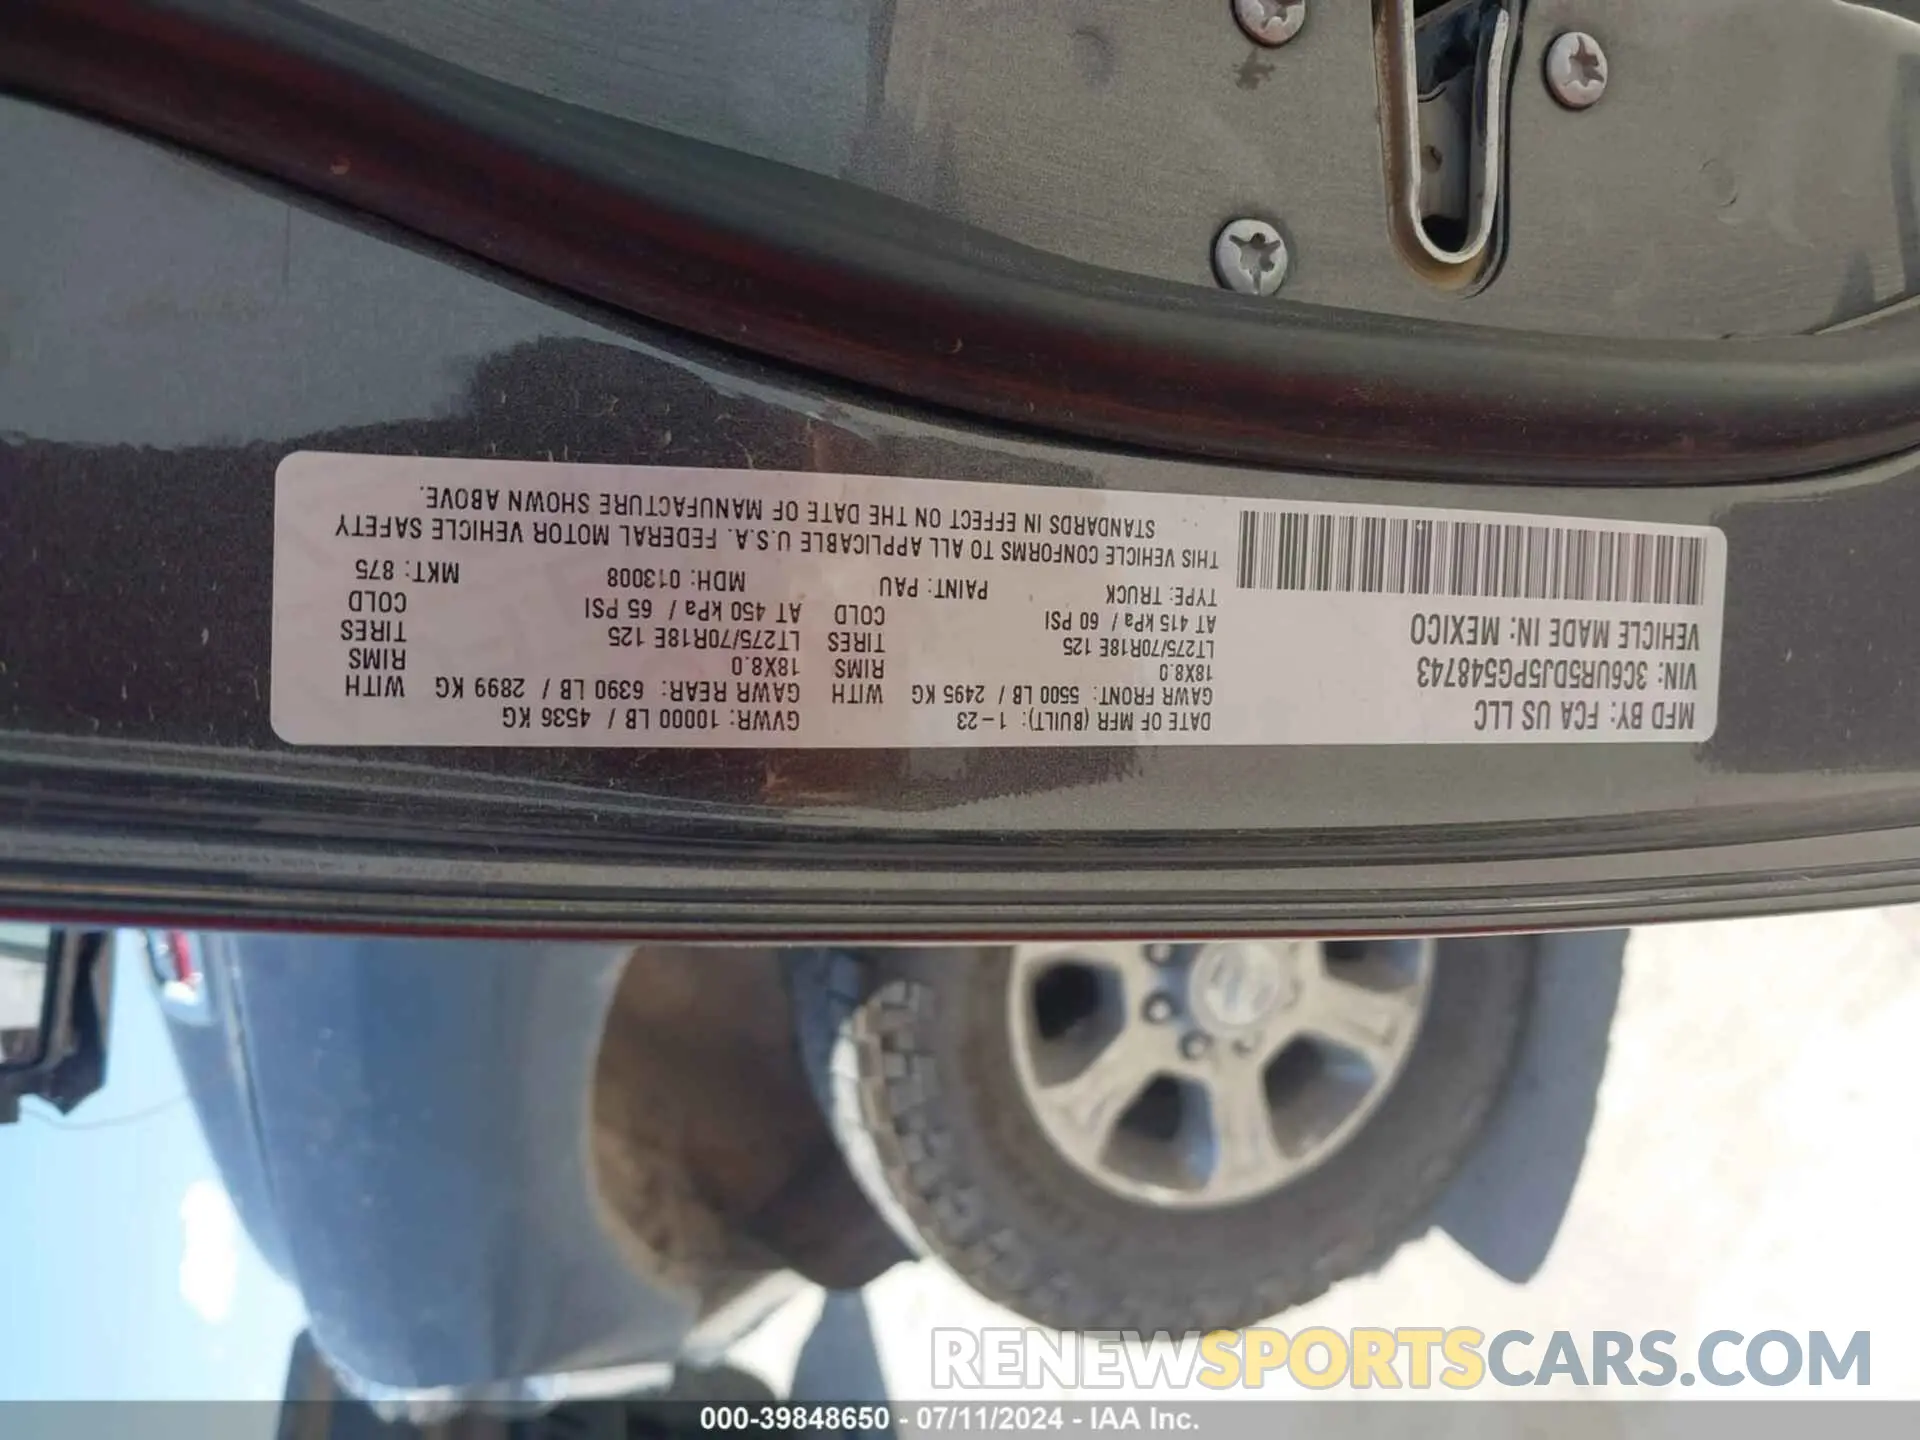 MFD BY: FCA US LLC
VIN: 3C6UR5DJ5PG548743
VEHICLE MADE IN: MEXICO
DATE OF MFR (BUILT): 1-23
GVWR: 10000 LB / 4536 KG
GAWR FRONT: 5500 LB / 2495 KG WITH
18X8.0 RIMS
LT275/70R18E 125 TIRES
AT 415 kPa / 60 PSI COLD
GAWR REAR: 6390 LB / 2899 KG WITH
18X8.0 RIMS
LT275/70R18E 125 TIRES
AT 450 kPa / 65 PSI COLD
TYPE: TRUCK PAINT: PAU MDH: 013008 MKT: 875
THIS VEHICLE CONFORMS TO ALL APPLICABLE U.S.A. FEDERAL MOTOR VEHICLE SAFETY
STANDARDS IN EFFECT ON THE DATE OF MANUFACTURE SHOWN ABOVE.
RENEWSPORTSCARS.COM
000-39848650 - 07/11/2024 - IAA Inc.